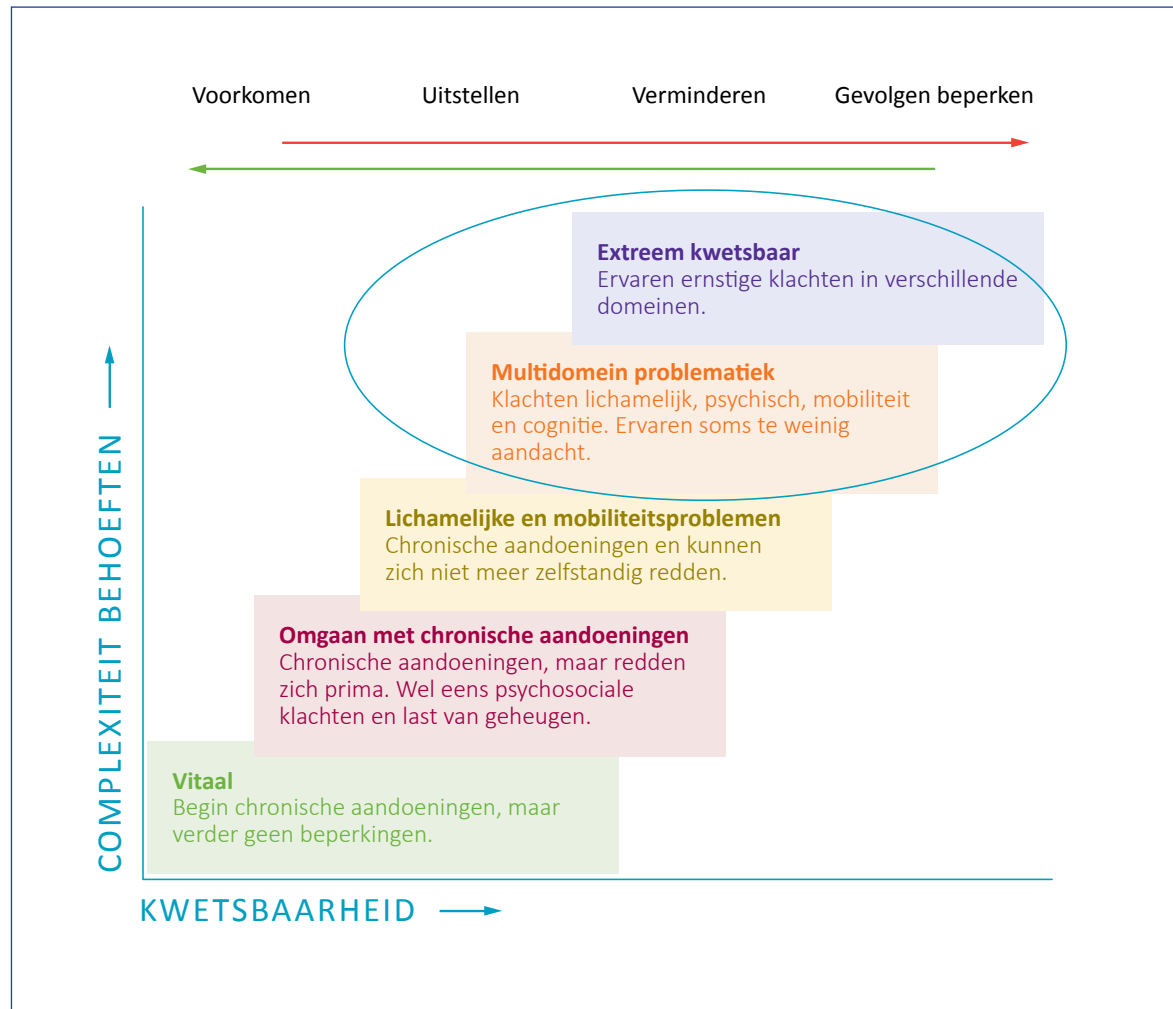 Voorkomen Uitstellen Verminderen Gevolgen beperken
Extreem kwetsbaar
Ervaren ernstige klachten in verschillende
domeinen.
Multidomein problematiek
Klachten lichamelijk, psychisch, mobiliteit
en cognitie. Ervaren soms te weinig
aandacht.
Lichamelijke en mobiliteitsproblemen
Chronische aandoeningen en kunnen
zich niet meer zelfstandig redden.
Omgaan met chronische aandoeningen
Chronische aandoeningen, maar redden
zich prima. Wel eens psychosociale
klachten en last van geheugen.
Vitaal
Begin chronische aandoeningen, maar
verder geen beperkingen.
COMPLEXITEIT BEHOEFTEN
KWETSBAARHEID